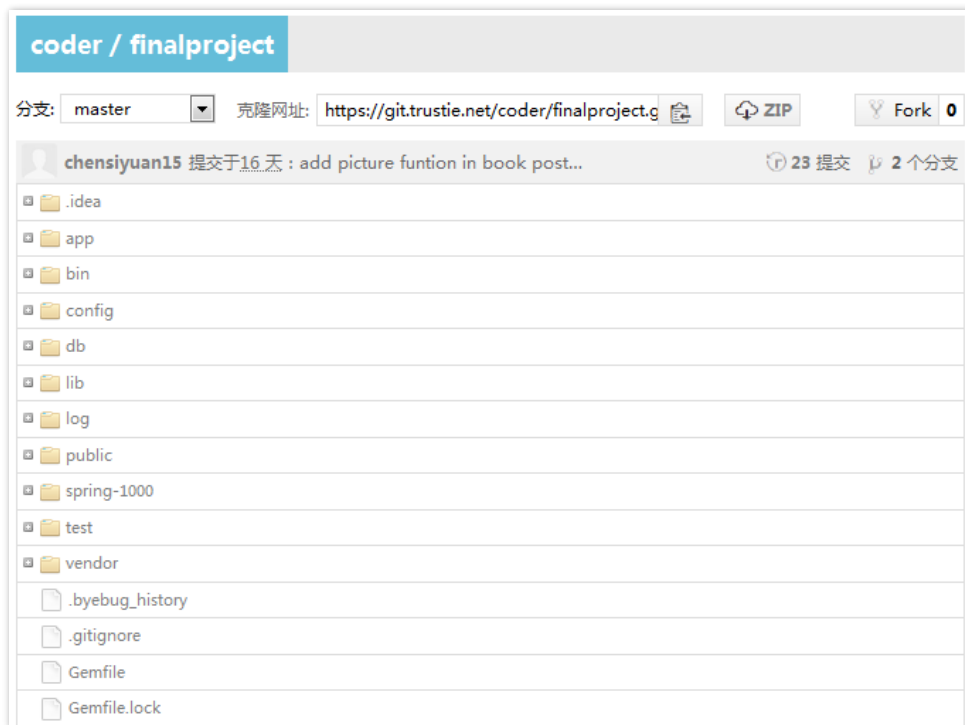 coder / finalproject
分支: master 克隆网址: https://git.trustie.net/coder/finalproject.g ZIP Fork 0
chensiyuan15 提交于16 天 : add picture funtion in book post... 23 提交 2 个分支
.idea
app
bin
config
db
lib
log
public
spring-1000
test
vendor
.byebug_history
.gitignore
Gemfile
Gemfile.lock